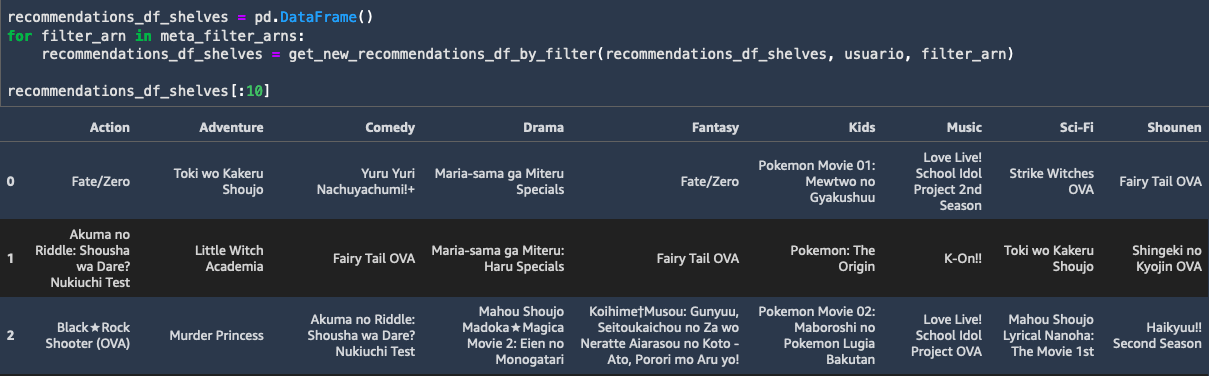 recommendations_df_shelves = pd.DataFrame()
for filter_arn in meta_filter_arns:
    recommendations_df_shelves = get_new_recommendations_df_by_filter(recommendations_df_shelves, usuario, filter_arn)
recommendations_df_shelves[:10]
Action Adventure Comedy Drama Fantasy Kids Music Sci-Fi Shounen
0
Fate/Zero
Toki wo Kakeru
Shoujo
Yuru Yuri
Nachuyachumi!+
Maria-sama ga Miteru
Specials
Fate/Zero
Pokemon Movie 01:
Mewtwo no
Gyakushuu
Love Live!
School Idol
Project 2nd
Season
Strike Witches
OVA
Fairy Tail OVA
1
Akuma no
Riddle: Shousha
wa Dare?
Nukiuchi Test
Little Witch
Academia
Fairy Tail OVA
Maria-sama ga Miteru:
Haru Specials
Fairy Tail OVA
Pokemon: The
Origin
K-On!!
Toki wo Kakeru
Shoujo
Shingeki no
Kyojin OVA
2
Black★Rock
Shooter (OVA)
Murder Princess
Akuma no Riddle:
Shousha wa Dare?
Nukiuchi Test
Mahou Shoujo
Madoka★Magica
Movie 2: Eien no
Monogatari
Koihime†Musou: Gunyuu,
Seitoukaichou no Za wo
Neratte Aiarasou no Koto -
Ato, Porori mo Aru yo!
Pokemon Movie 02:
Maboroshi no
Pokemon Lugia
Bakutan
Love Live!
School Idol
Project OVA
Mahou Shoujo
Lyrical Nanoha:
The Movie 1st
Haikyuu!!
Second Season